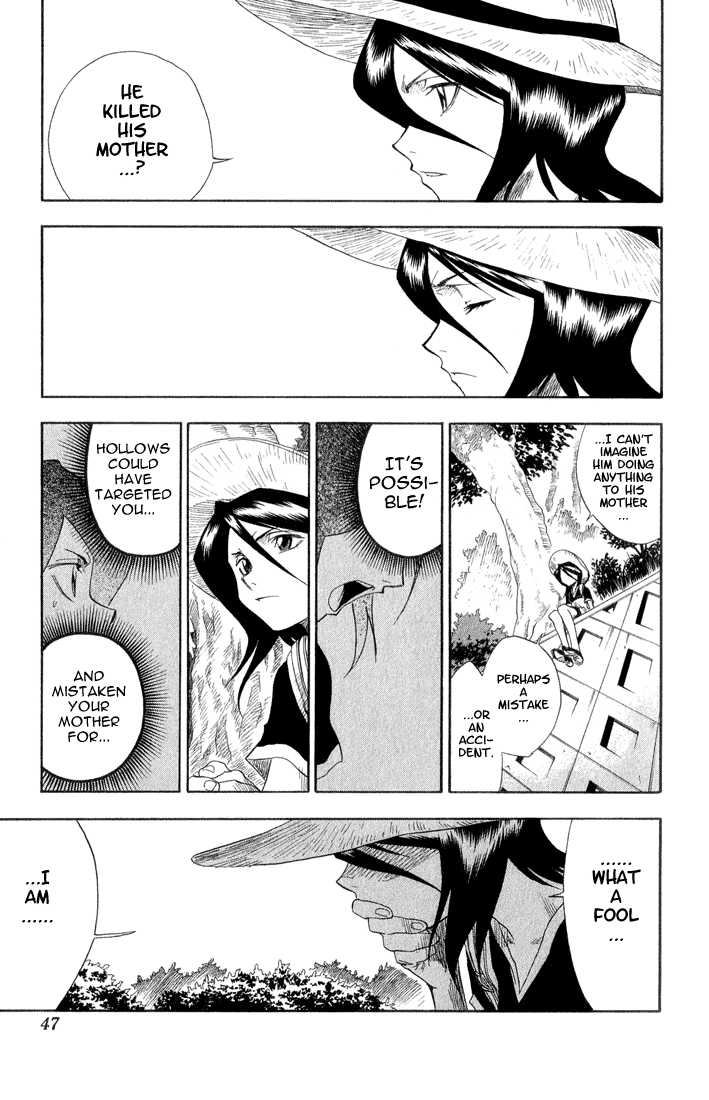 HE
KILLED
HIS
MOTHER
...?
...I CAN'T
IMAGINE
HIM DOING
ANYTHING
TO HIS
MOTHER
...
PERHAPS
A
MISTAKE
...
...OR
AN
ACCI-
DENT.
IT'S
POSSI-
BLE!
HOLLOWS
COULD
HAVE
TARGETED
YOU...
AND
MISTAKEN
YOUR
MOTHER
FOR...
......
WHAT
A
FOOL
...
...I
AM
......
47